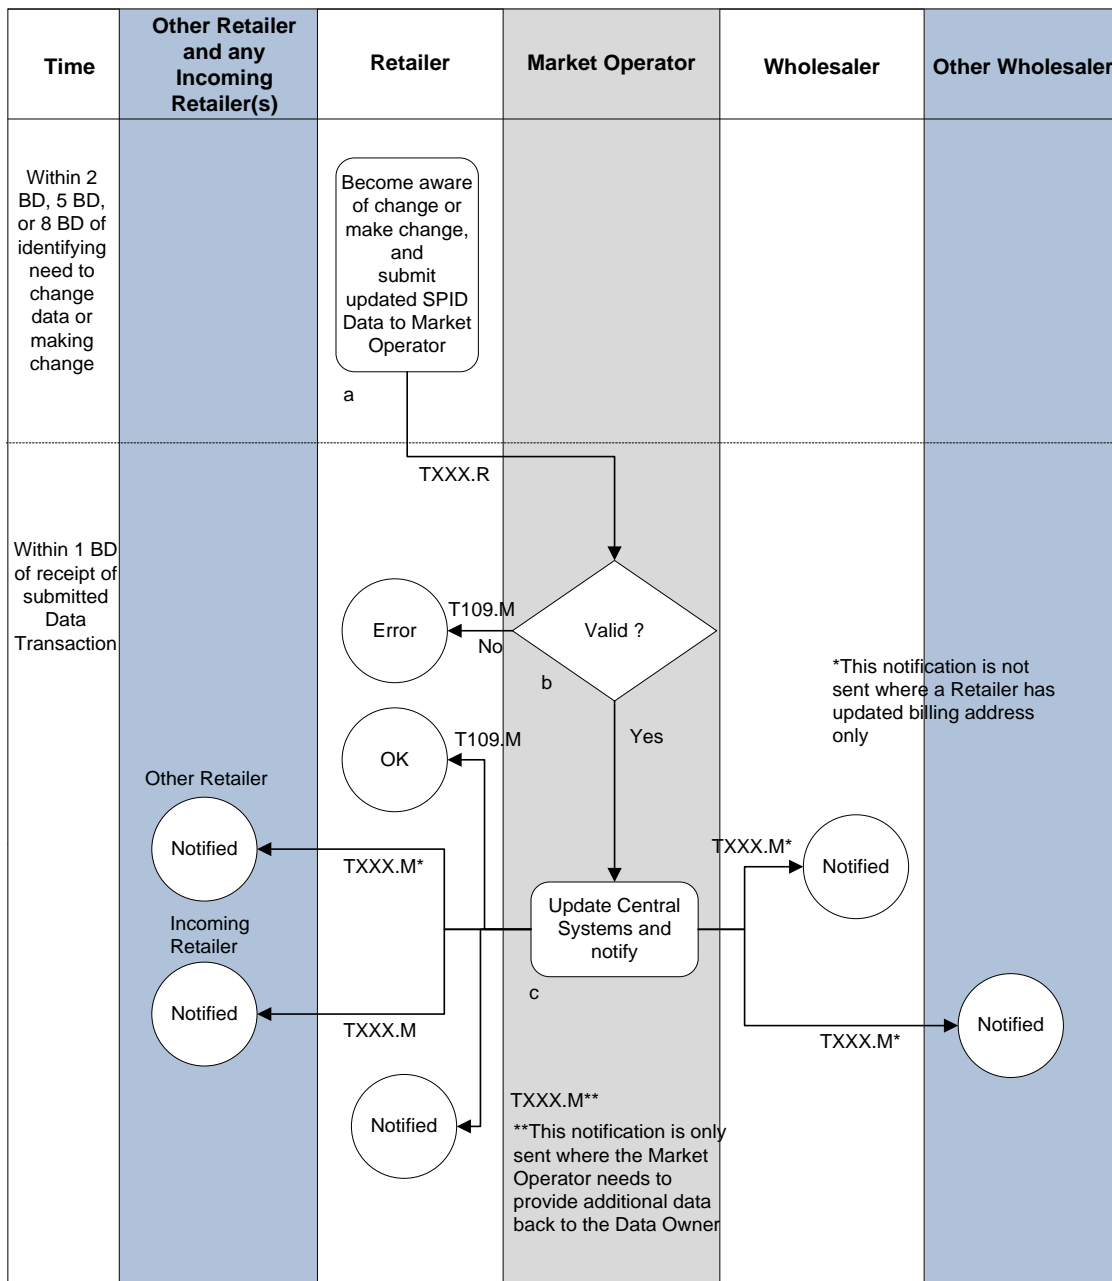 Time
Other Retailer
and any
Incoming
Retailer(s)
Retailer
Market Operator
Wholesaler
Other Wholesaler
Within 2
BD, 5 BD,
or 8 BD of
identifying
need to
change
data or
making
change
Become aware
of change or
make change,
and
submit
updated SPID
Data to Market
Operator
a
TXXX.R
Within 1 BD
of receipt of
submitted
Data
Transaction
Error
T109.M
No
Valid ?
b
Yes
*This notification is not
sent where a Retailer has
updated billing address
only
OK
T109.M
Other Retailer
Notified
TXXX.M*
TXXX.M*
Notified
Incoming
Retailer
Notified
TXXX.M
Update Central
Systems and
notify
c
TXXX.M*
Notified
Notified
TXXX.M**
**This notification is only
sent where the Market
Operator needs to
provide additional data
back to the Data Owner